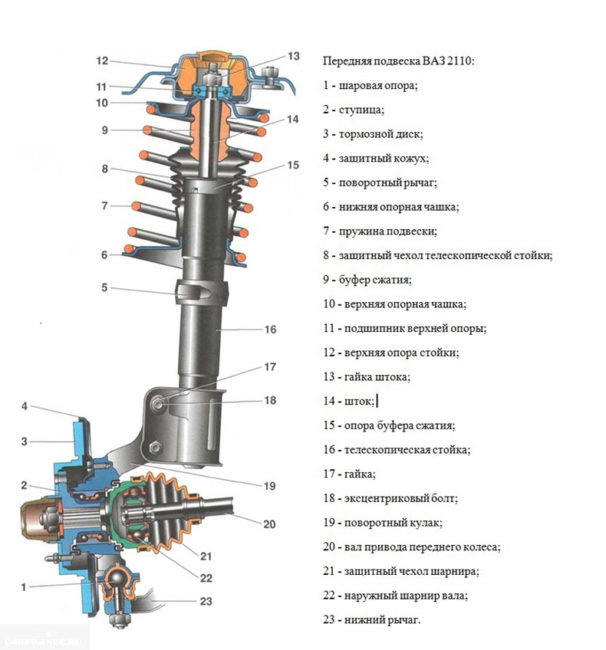 Передняя подвеска ВАЗ 2110:
1 - шаровая опора;
2 - ступица;
3 - тормозной диск;
4 - защитный кожух;
5 - поворотный рычаг;
6 - нижняя опорная чашка;
7 - пружина подвески;
8 - защитный чехол телескопической стойки;
9 - буфер сжатия;
10 - верхняя опорная чашка;
11 - подшипник верхней опоры;
12 - верхняя опора стойки;
13 - гайка штока;
14 - шток;
15 - опора буфера сжатия;
16 - телескопическая стойка;
17 - гайка;
18 - эксцентриковый болт;
19 - поворотный кулак;
20 - вал привода переднего колеса;
21 - защитный чехол шарнира;
22 - наружный шарнир вала;
23 - нижний рычаг.
12
13
11
10
14
9
15
8
7
6
5
16
17
18
4
3
19
2
20
21
22
1
23